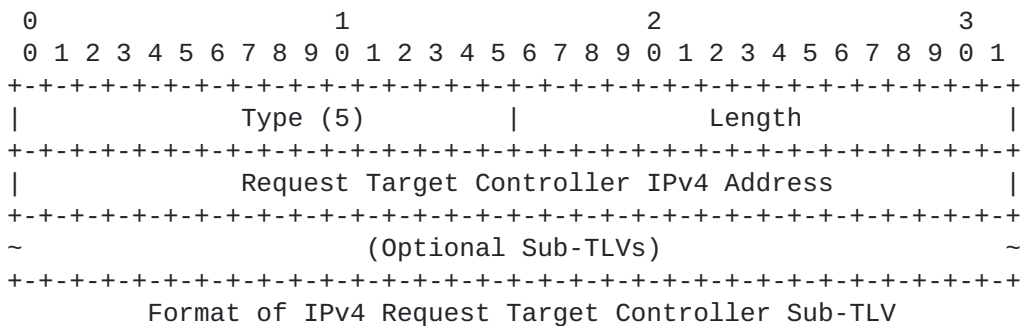 0                   1                   2                   3
 0 1 2 3 4 5 6 7 8 9 0 1 2 3 4 5 6 7 8 9 0 1 2 3 4 5 6 7 8 9 0 1
+-+-+-+-+-+-+-+-+-+-+-+-+-+-+-+-+-+-+-+-+-+-+-+-+-+-+-+-+-+-+-+-+
|              Type (5)         |            Length             |
+-+-+-+-+-+-+-+-+-+-+-+-+-+-+-+-+-+-+-+-+-+-+-+-+-+-+-+-+-+-+-+-+
|              Request Target Controller IPv4 Address           |
+-+-+-+-+-+-+-+-+-+-+-+-+-+-+-+-+-+-+-+-+-+-+-+-+-+-+-+-+-+-+-+-+
~                      (Optional Sub-TLVs)                      ~
+-+-+-+-+-+-+-+-+-+-+-+-+-+-+-+-+-+-+-+-+-+-+-+-+-+-+-+-+-+-+-+-+
        Format of IPv4 Request Target Controller Sub-TLV